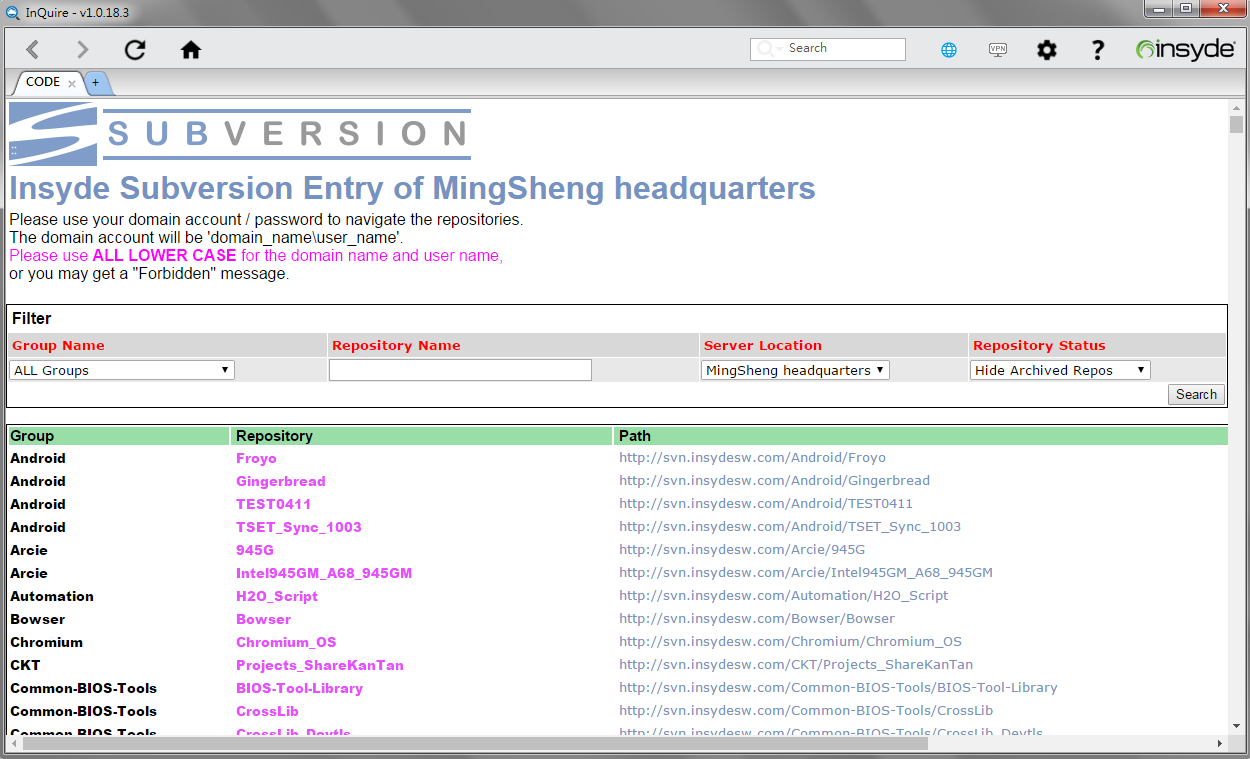 InQuire - v1.0.18.3
Search
VPN
insyde
CODE
+
SUBVERSION
Insyde Subversion Entry of MingSheng headquarters
Please use your domain account / password to navigate the repositories.
The domain account will be 'domain_name\user_name'.
Please use ALL LOWER CASE for the domain name and user name,
or you may get a "Forbidden" message.
Filter
Group Name Repository Name Server Location Repository Status
ALL Groups MingSheng headquarters Hide Archived Repos
Search
Group Repository Path
Android Froyo http://svn.insydesw.com/Android/Froyo
Android Gingerbread http://svn.insydesw.com/Android/Gingerbread
Android TEST0411 http://svn.insydesw.com/Android/TEST0411
Android TSET_Sync_1003 http://svn.insydesw.com/Android/TSET_Sync_1003
Arcie 945G http://svn.insydesw.com/Arcie/945G
Arcie Intel945GM_A68_945GM http://svn.insydesw.com/Arcie/Intel945GM_A68_945GM
Automation H2O_Script http://svn.insydesw.com/Automation/H2O_Script
Bowser Bowser http://svn.insydesw.com/Bowser/Bowser
Chromium Chromium_OS http://svn.insydesw.com/Chromium/Chromium_OS
CKT Projects_ShareKanTan http://svn.insydesw.com/CKT/Projects_ShareKanTan
Common-BIOS-Tools BIOS-Tool-Library http://svn.insydesw.com/Common-BIOS-Tools/BIOS-Tool-Library
Common-BIOS-Tools CrossLib http://svn.insydesw.com/Common-BIOS-Tools/CrossLib
Common-BIOS-Tools CrossLib_Devtls http://svn.insydesw.com/Common-BIOS-Tools/CrossLib_Devtls